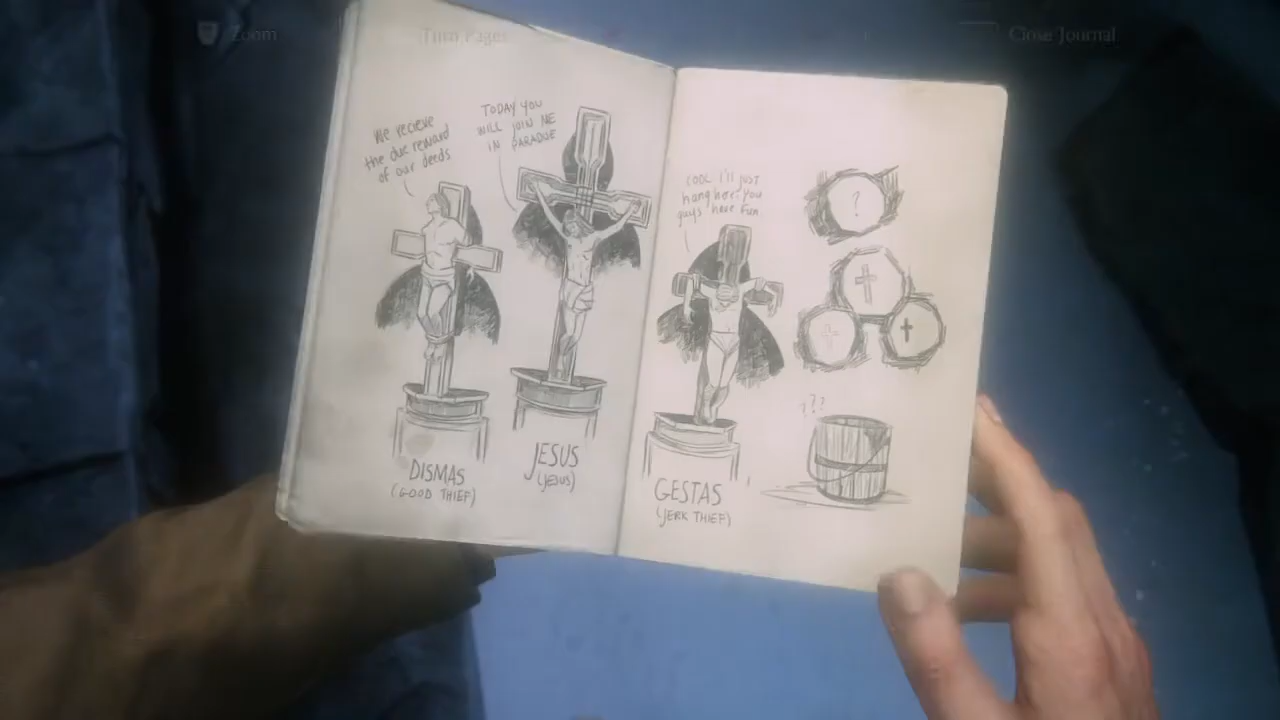 Zoom
Turn Pages
Close Journal
We recieve
the due reward
of our deeds
TODAY YOU
WILL JOIN ME
IN PARADISE
COOL I'll JUST
hang here. you
guys have fun
?
???
DISMAS
(GOOD THIEF)
JESUS
(JESUS)
GESTAS
(JERK THIEF)